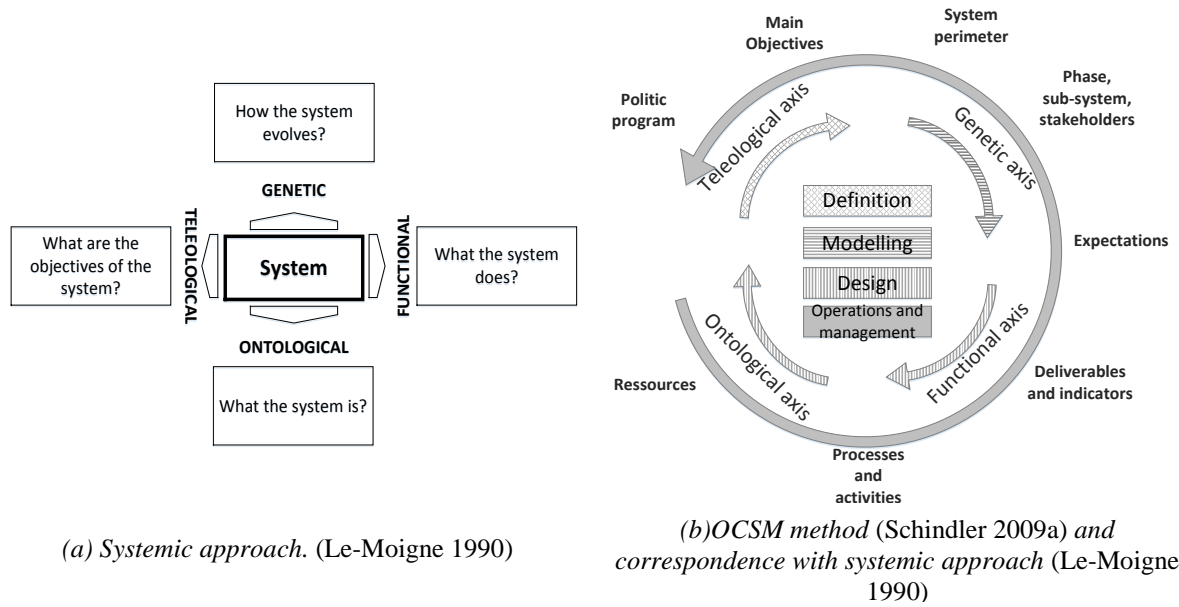 How the system
evolves?
GENETIC
TELEOLOGICAL
What are the
objectives of the
system?
System
FUNCTIONAL
What the system
does?
ONTOLOGICAL
What the system is?
(a) Systemic approach. (Le-Moigne 1990)
Politic
program
Main
Objectives
System
perimeter
Phase,
sub-system,
stakeholders
Expectations
Deliverables
and indicators
Processes
and
activities
Ressources
Teleological axis
Genetic axis
Functional axis
Ontological axis
Definition
Modelling
Design
Operations and
management
(b)OCSM method (Schindler 2009a) and
correspondence with systemic approach (Le-Moigne
1990)